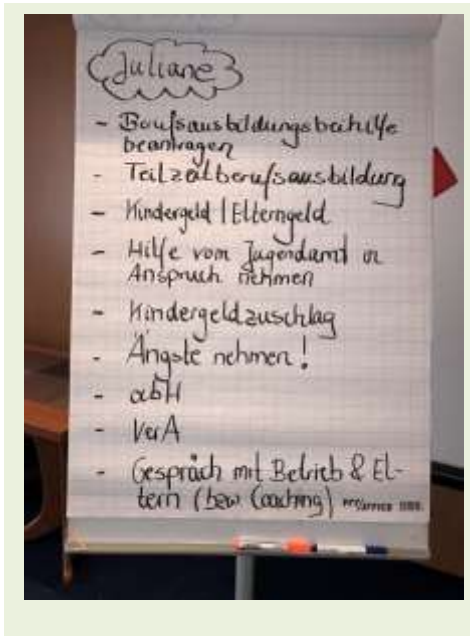 Juliane
- Berufsausbildungsbeihilfe
beantragen
- Teilzeitberufsausbildung
- Kindergeld | Elterngeld
- Hilfe vom Jugendamt in
Anspruch nehmen
- Kindergeldzuschlag
- Ängste nehmen!
- abH
- VerA
- Gespräch mit Betrieb & El-
tern (bzw Coaching)